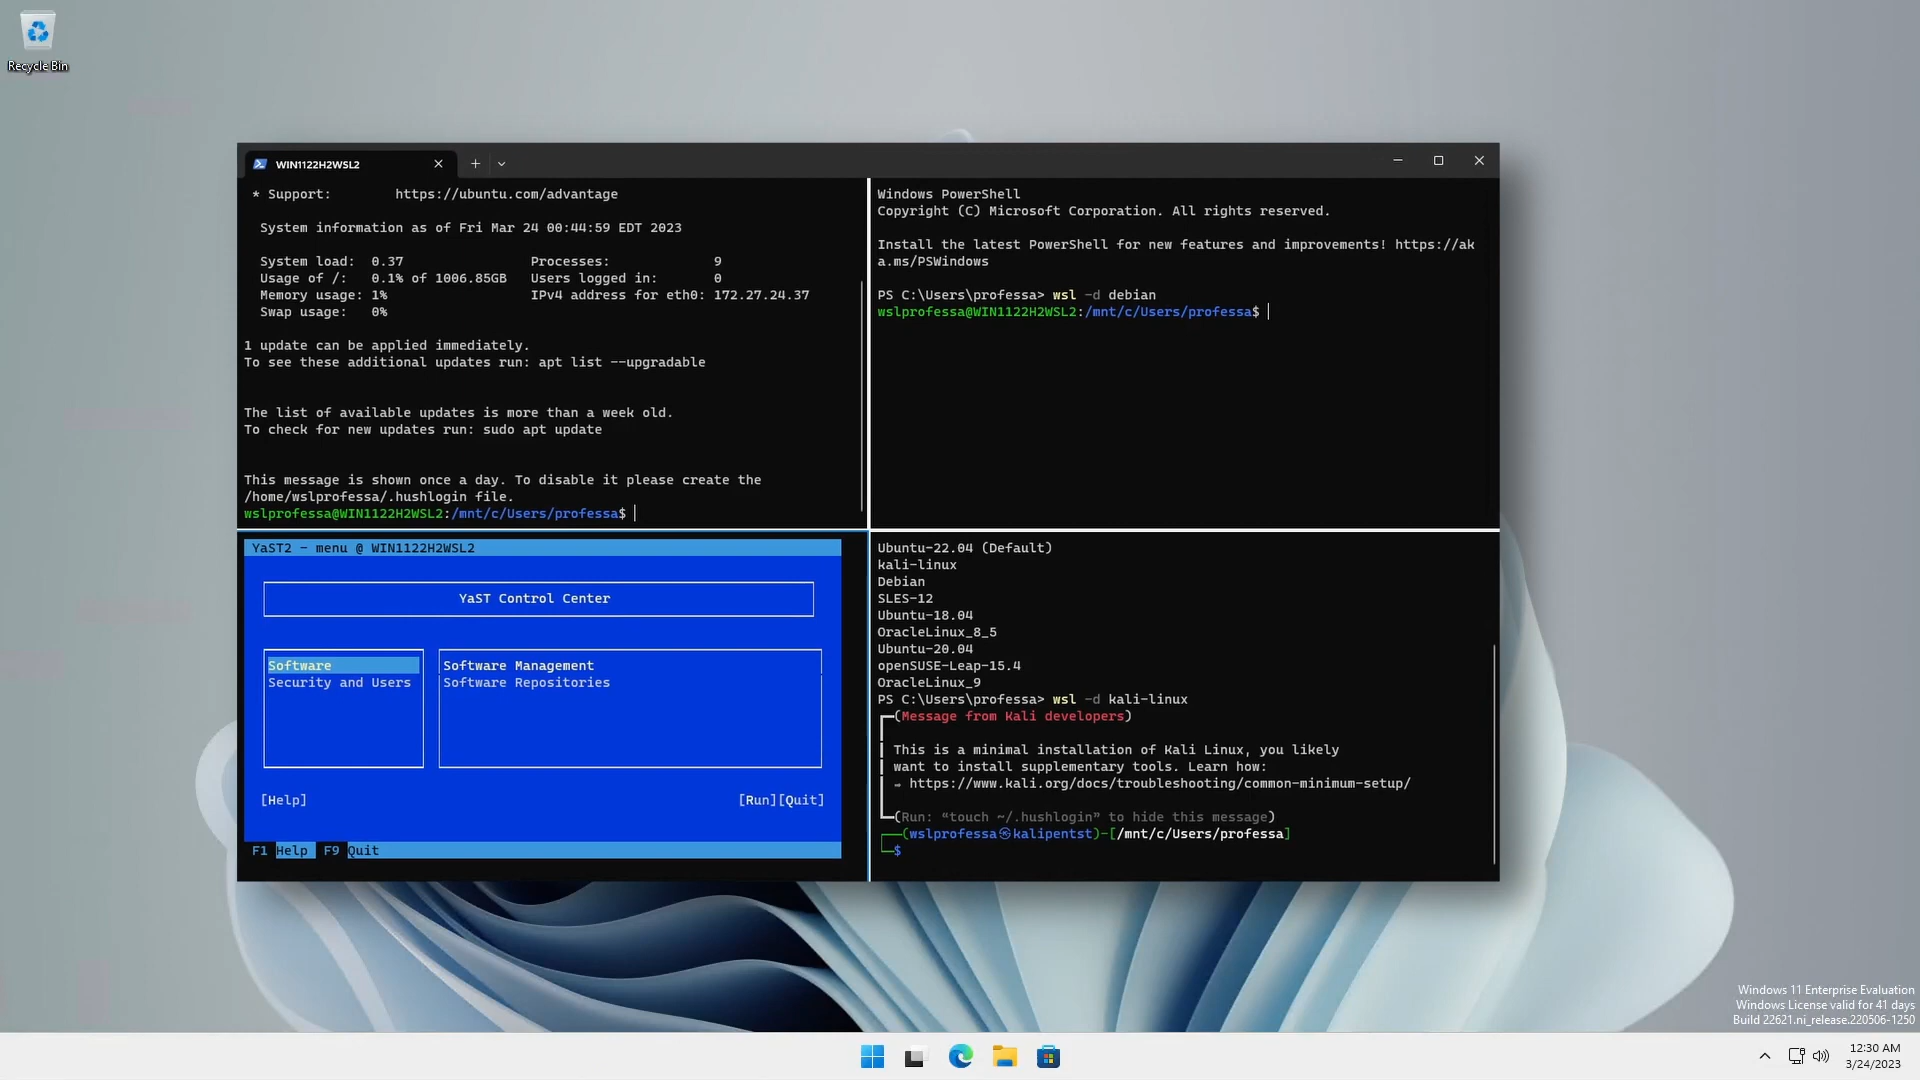 Recycle Bin
WIN1122H2WSL2
* Support: https://ubuntu.com/advantage
System information as of Fri Mar 24 00:44:59 EDT 2023
System load: 0.37 Processes: 9
Usage of /: 0.1% of 1006.85GB Users logged in: 0
Memory usage: 1% IPv4 address for eth0: 172.27.24.37
Swap usage: 0%
1 update can be applied immediately.
To see these additional updates run: apt list --upgradable
The list of available updates is more than a week old.
To check for new updates run: sudo apt update
This message is shown once a day. To disable it please create the
/home/wslprofessa/.hushlogin file.
wslprofessa@WIN1122H2WSL2:/mnt/c/Users/professa$
Windows PowerShell
Copyright (C) Microsoft Corporation. All rights reserved.
Install the latest PowerShell for new features and improvements! https://ak
a.ms/PSWindows
PS C:\Users\professa> wsl -d debian
wslprofessa@WIN1122H2WSL2:/mnt/c/Users/professa$
YaST2 - menu @ WIN1122H2WSL2
YaST Control Center
Software
Security and Users
Software Management
Software Repositories
[Help] [Run][Quit]
F1 Help F9 Quit
Ubuntu-22.04 (Default)
kali-linux
Debian
SLES-12
Ubuntu-18.04
OracleLinux_8_5
Ubuntu-20.04
openSUSE-Leap-15.4
OracleLinux_9
PS C:\Users\professa> wsl -d kali-linux
┏━(Message from Kali developers)
┃
┃ This is a minimal installation of Kali Linux, you likely
┃ want to install supplementary tools. Learn how:
┃ ⇒ https://www.kali.org/docs/troubleshooting/common-minimum-setup/
┃
┗━(Run: “touch ~/.hushlogin” to hide this message)
┌──(wslprofessa㉿kalipentst)-[/mnt/c/Users/professa]
└─$
Windows 11 Enterprise Evaluation
Windows License valid for 41 days
Build 22621.ni_release.220506-1250
12:30 AM
3/24/2023